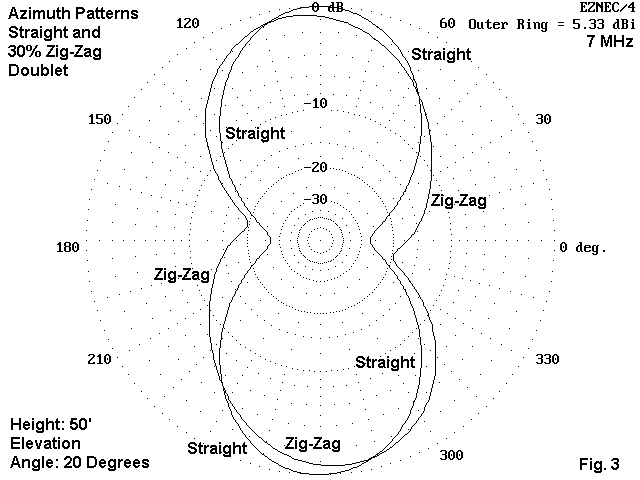 Azimuth Patterns
Straight and
30% Zig-Zag
Doublet
EZNEC/4
Outer Ring = 5.33 dBi
7 MHz
0 dB
120
60
Straight
-10
150
30
Straight
-20
-30
Zig-Zag
180
0 deg.
Zig-Zag
210
330
Straight
Height: 50'
Elevation
Angle: 20 Degrees
Straight
Zig-Zag
300
Fig. 3